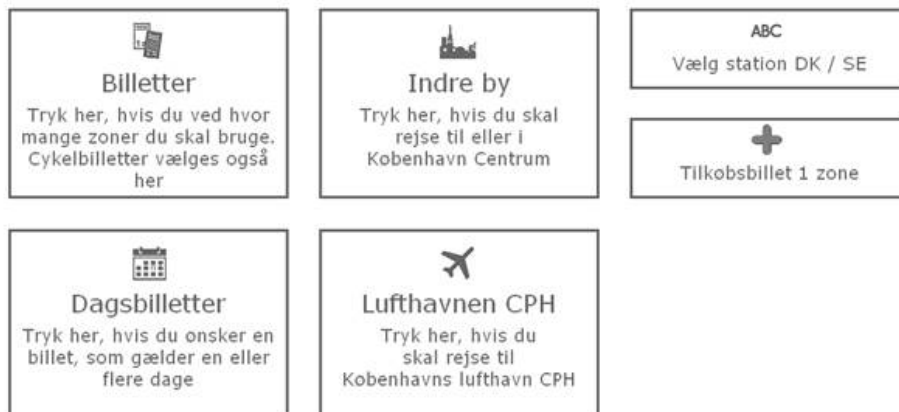 Billetter
Tryk her, hvis du ved hvor
mange zoner du skal bruge.
Cykelbilletter vælges også
her
Indre by
Tryk her, hvis du skal
rejse til eller i
Kobenhavn Centrum
ABC
Vælg station DK / SE
Tilkobsbillet 1 zone
Dagsbilletter
Tryk her, hvis du onsker en
billet, som gælder en eller
flere dage
Lufthavnen CPH
Tryk her, hvis du
skal rejse til
Kobenhavns lufthavn CPH